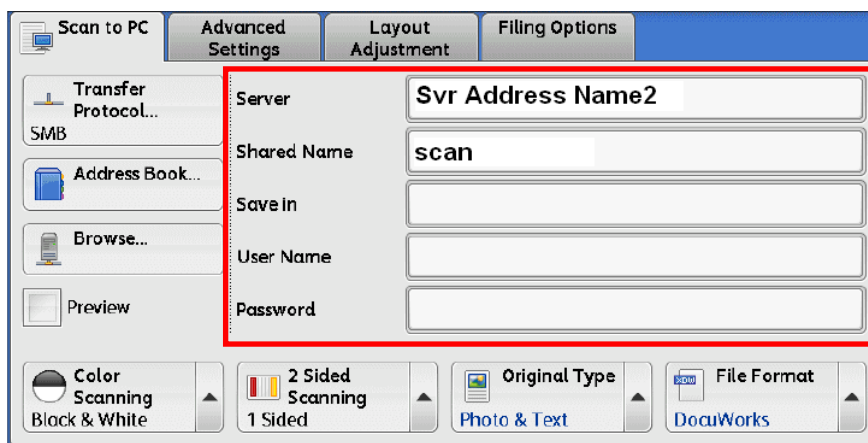 Scan to PC
Advanced
Settings
Layout
Adjustment
Filing Options
Transfer
Protocol...
SMB
Address Book...
Browse...
Preview
Server
Svr Address Name2
Shared Name
scan
Save in
User Name
Password
Color
Scanning
Black & White
2 Sided
Scanning
1 Sided
Original Type
Photo & Text
XDW
File Format
DocuWorks